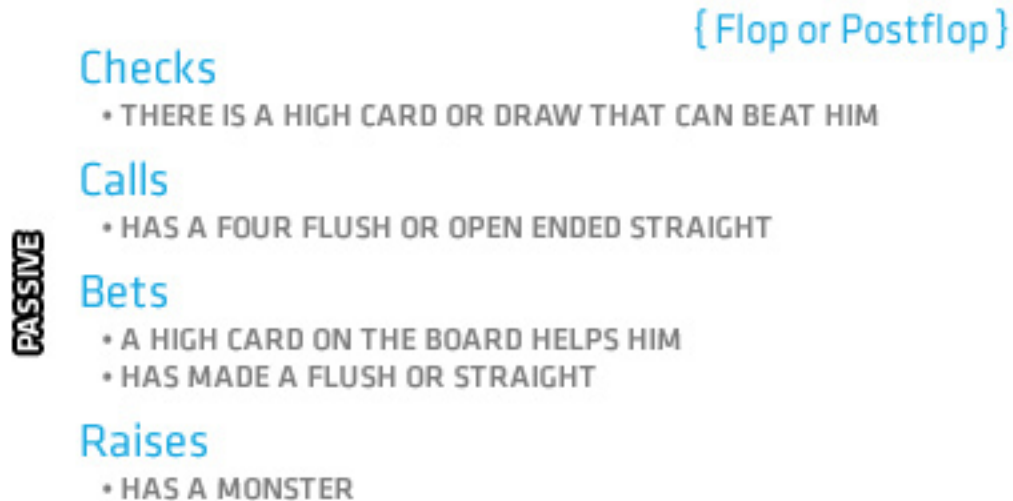 { Flop or Postflop }
Checks
• THERE IS A HIGH CARD OR DRAW THAT CAN BEAT HIM
Calls
• HAS A FOUR FLUSH OR OPEN ENDED STRAIGHT
PASSIVE
Bets
• A HIGH CARD ON THE BOARD HELPS HIM
• HAS MADE A FLUSH OR STRAIGHT
Raises
• HAS A MONSTER